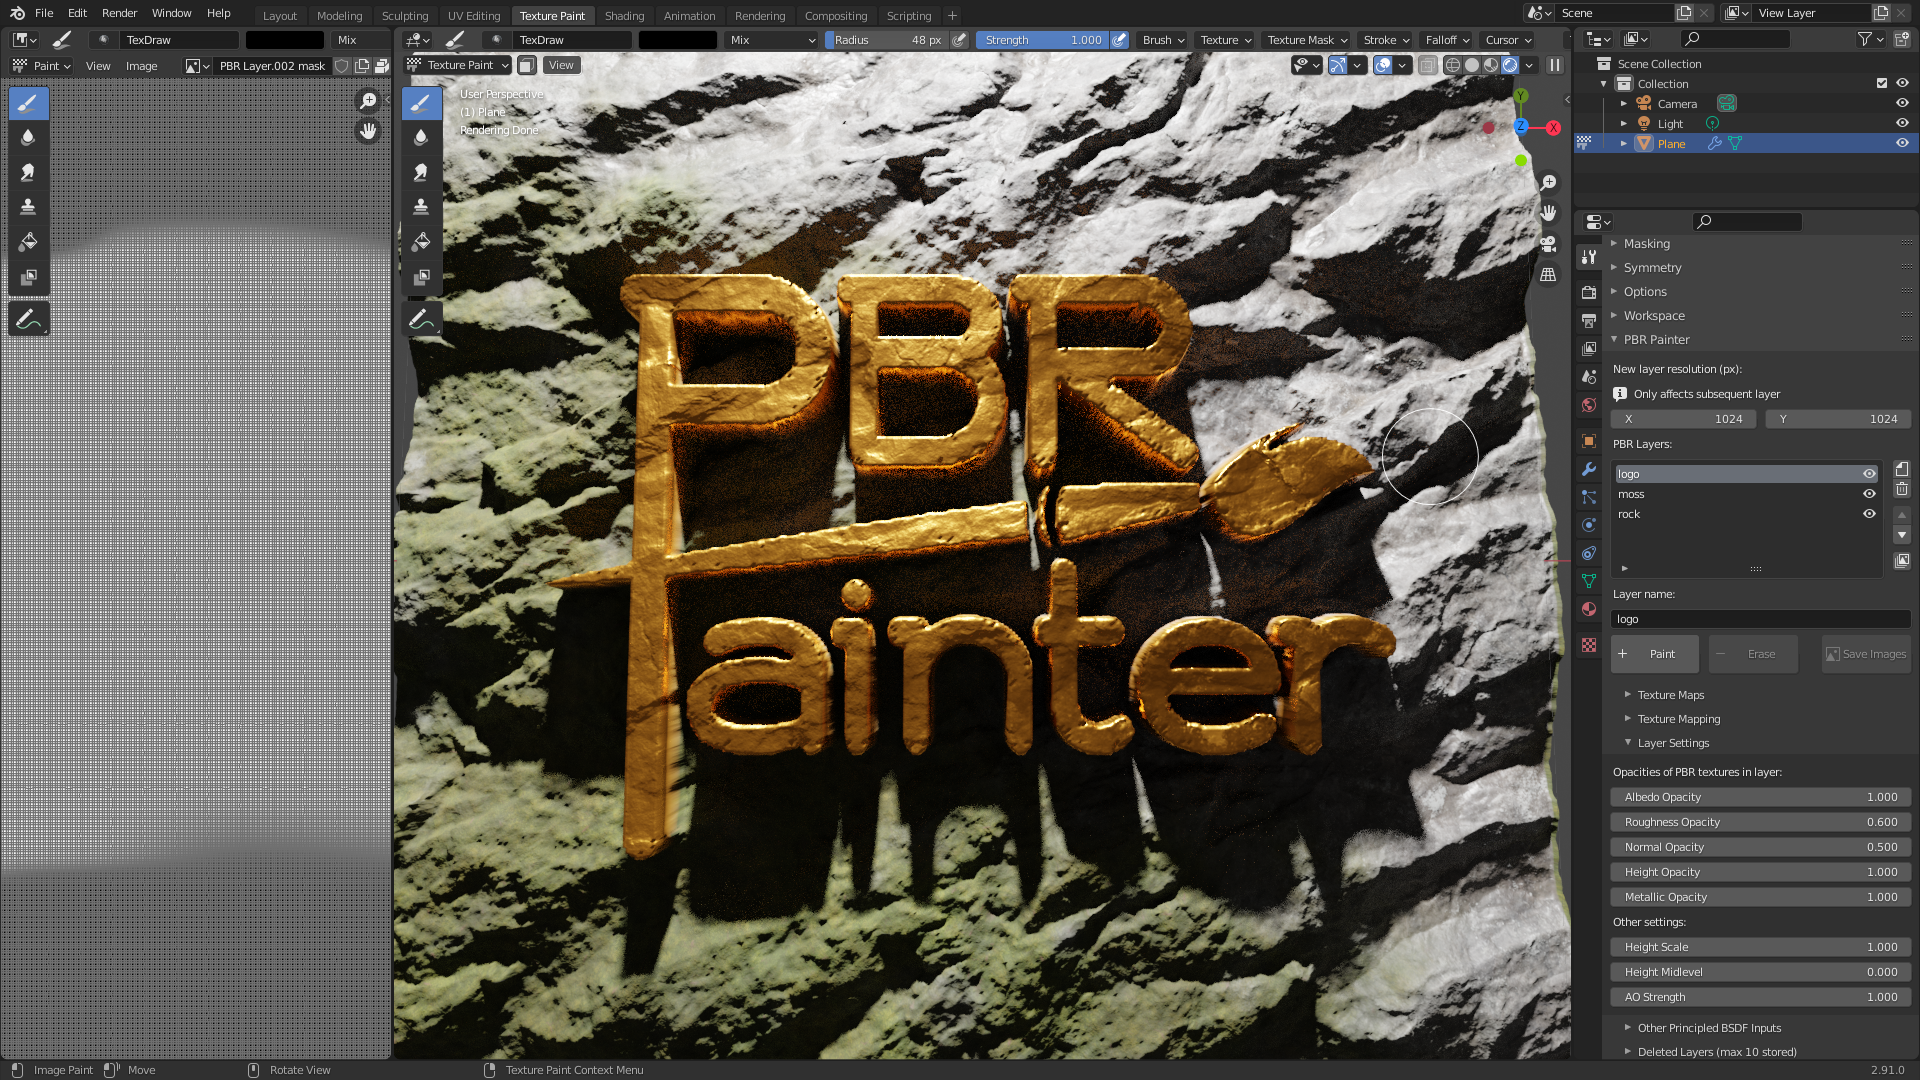 File Edit Render Window Help
Layout Modeling Sculpting UV Editing Texture Paint Shading Animation Rendering Compositing Scripting +
Scene
View Layer
TexDraw Mix
TexDraw Mix Radius 48 px Strength 1.000 Brush Texture Texture Mask Stroke Falloff Cursor
Paint View Image PBR Layer.002 mask
Texture Paint View
User Perspective
(1) Plane
Rendering Done
Y
Z
X
PBR
Painter
Scene Collection
Collection
Camera
Light
Plane
Masking
Symmetry
Options
Workspace
PBR Painter
New layer resolution (px):
Only affects subsequent layer
X 1024 Y 1024
PBR Layers:
logo
moss
rock
Layer name:
logo
+ Paint − Erase Save Images
Texture Maps
Texture Mapping
Layer Settings
Opacities of PBR textures in layer:
Albedo Opacity 1.000
Roughness Opacity 0.600
Normal Opacity 0.500
Height Opacity 1.000
Metallic Opacity 1.000
Other settings:
Height Scale 1.000
Height Midlevel 0.000
AO Strength 1.000
Other Principled BSDF Inputs
Deleted Layers (max 10 stored)
Image Paint Move Rotate View Texture Paint Context Menu 2.91.0